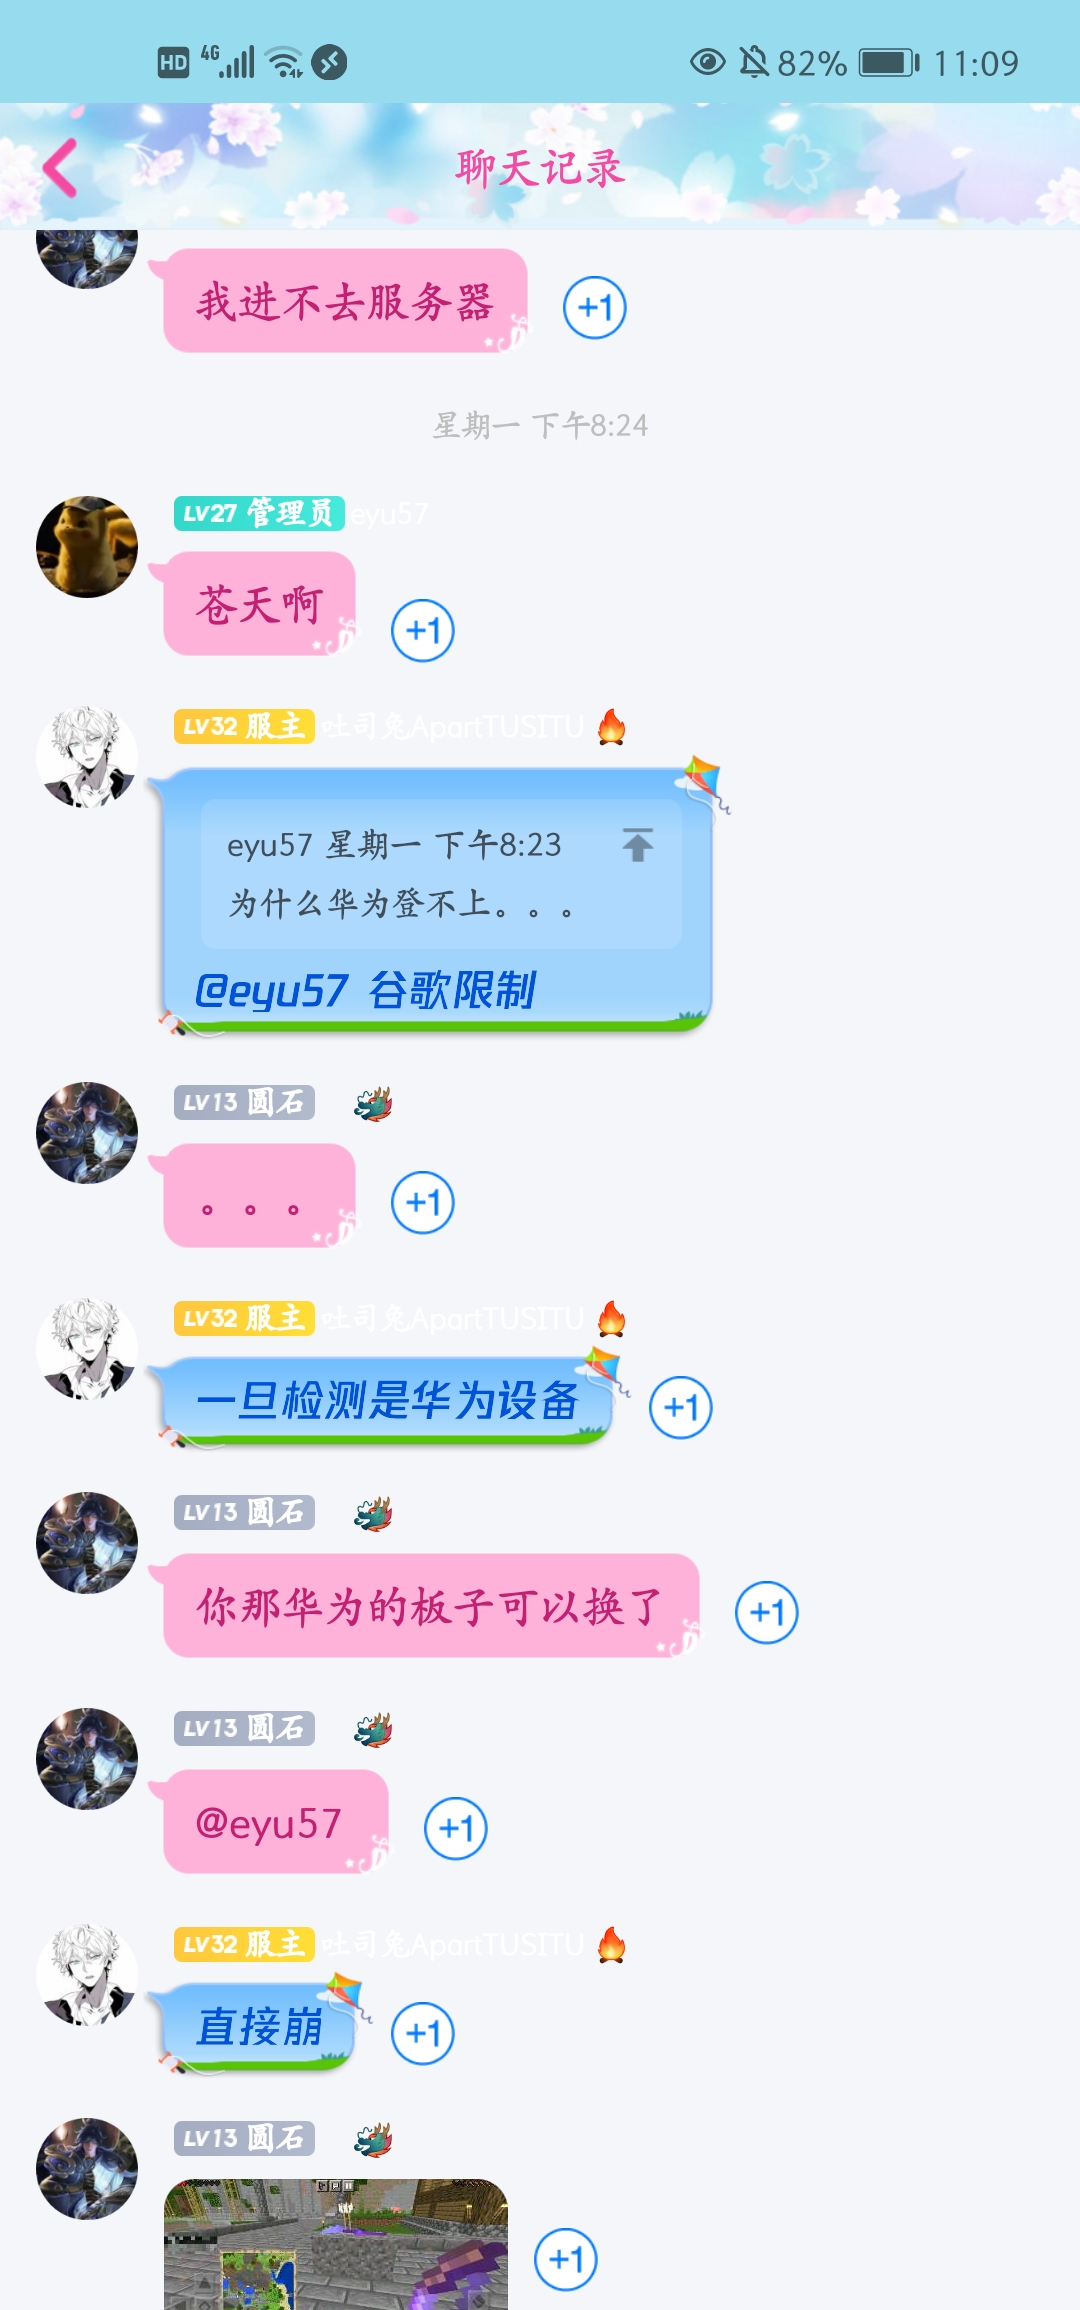 HD 4G 82% 11:09
聊天记录
我进不去服务器
+1
星期一 下午8:24
LV27 管理员 eyu57
苍天啊
+1
LV32 服主 吐司兔ApartTUSITU
eyu57 星期一 下午8:23
为什么华为登不上。。。
@eyu57 谷歌限制
LV13 圆石
。。。
+1
LV32 服主 吐司兔ApartTUSITU
一旦检测是华为设备
+1
LV13 圆石
你那华为的板子可以换了
+1
LV13 圆石
@eyu57
+1
LV32 服主 吐司兔ApartTUSITU
直接崩
+1
LV13 圆石
+1